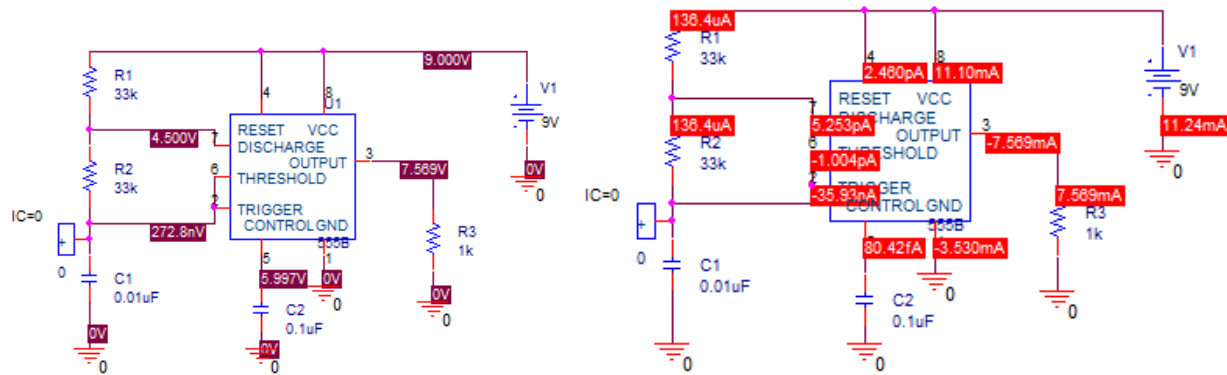 9.000V
R1
33k
4
8
U1
V1
9V
0V
0
4.500V
7
RESET VCC
DISCHARGE
OUTPUT
3
7.569V
R2
33k
6
THRESHOLD
2
TRIGGER
CONTROL GND
555B
IC=0
+
0
272.8nV
R3
1k
0
5
1
5.997V
0V
0
C1
0.01uF
0V
0
C2
0.1uF
0V
0
136.4uA
R1
33k
4
8
2.460pA
11.10mA
V1
9V
11.24mA
0
7
RESET VCC
DISCHARGE
5.253pA
OUTPUT
3
-7.569mA
136.4uA
R2
33k
6
THRESHOLD
-1.004pA
2
TRIGGER
-35.93nA
CONTROL GND
555B
7.569mA
R3
1k
0
IC=0
+
0
80.42fA
-3.530mA
0
C1
0.01uF
0
C2
0.1uF
0